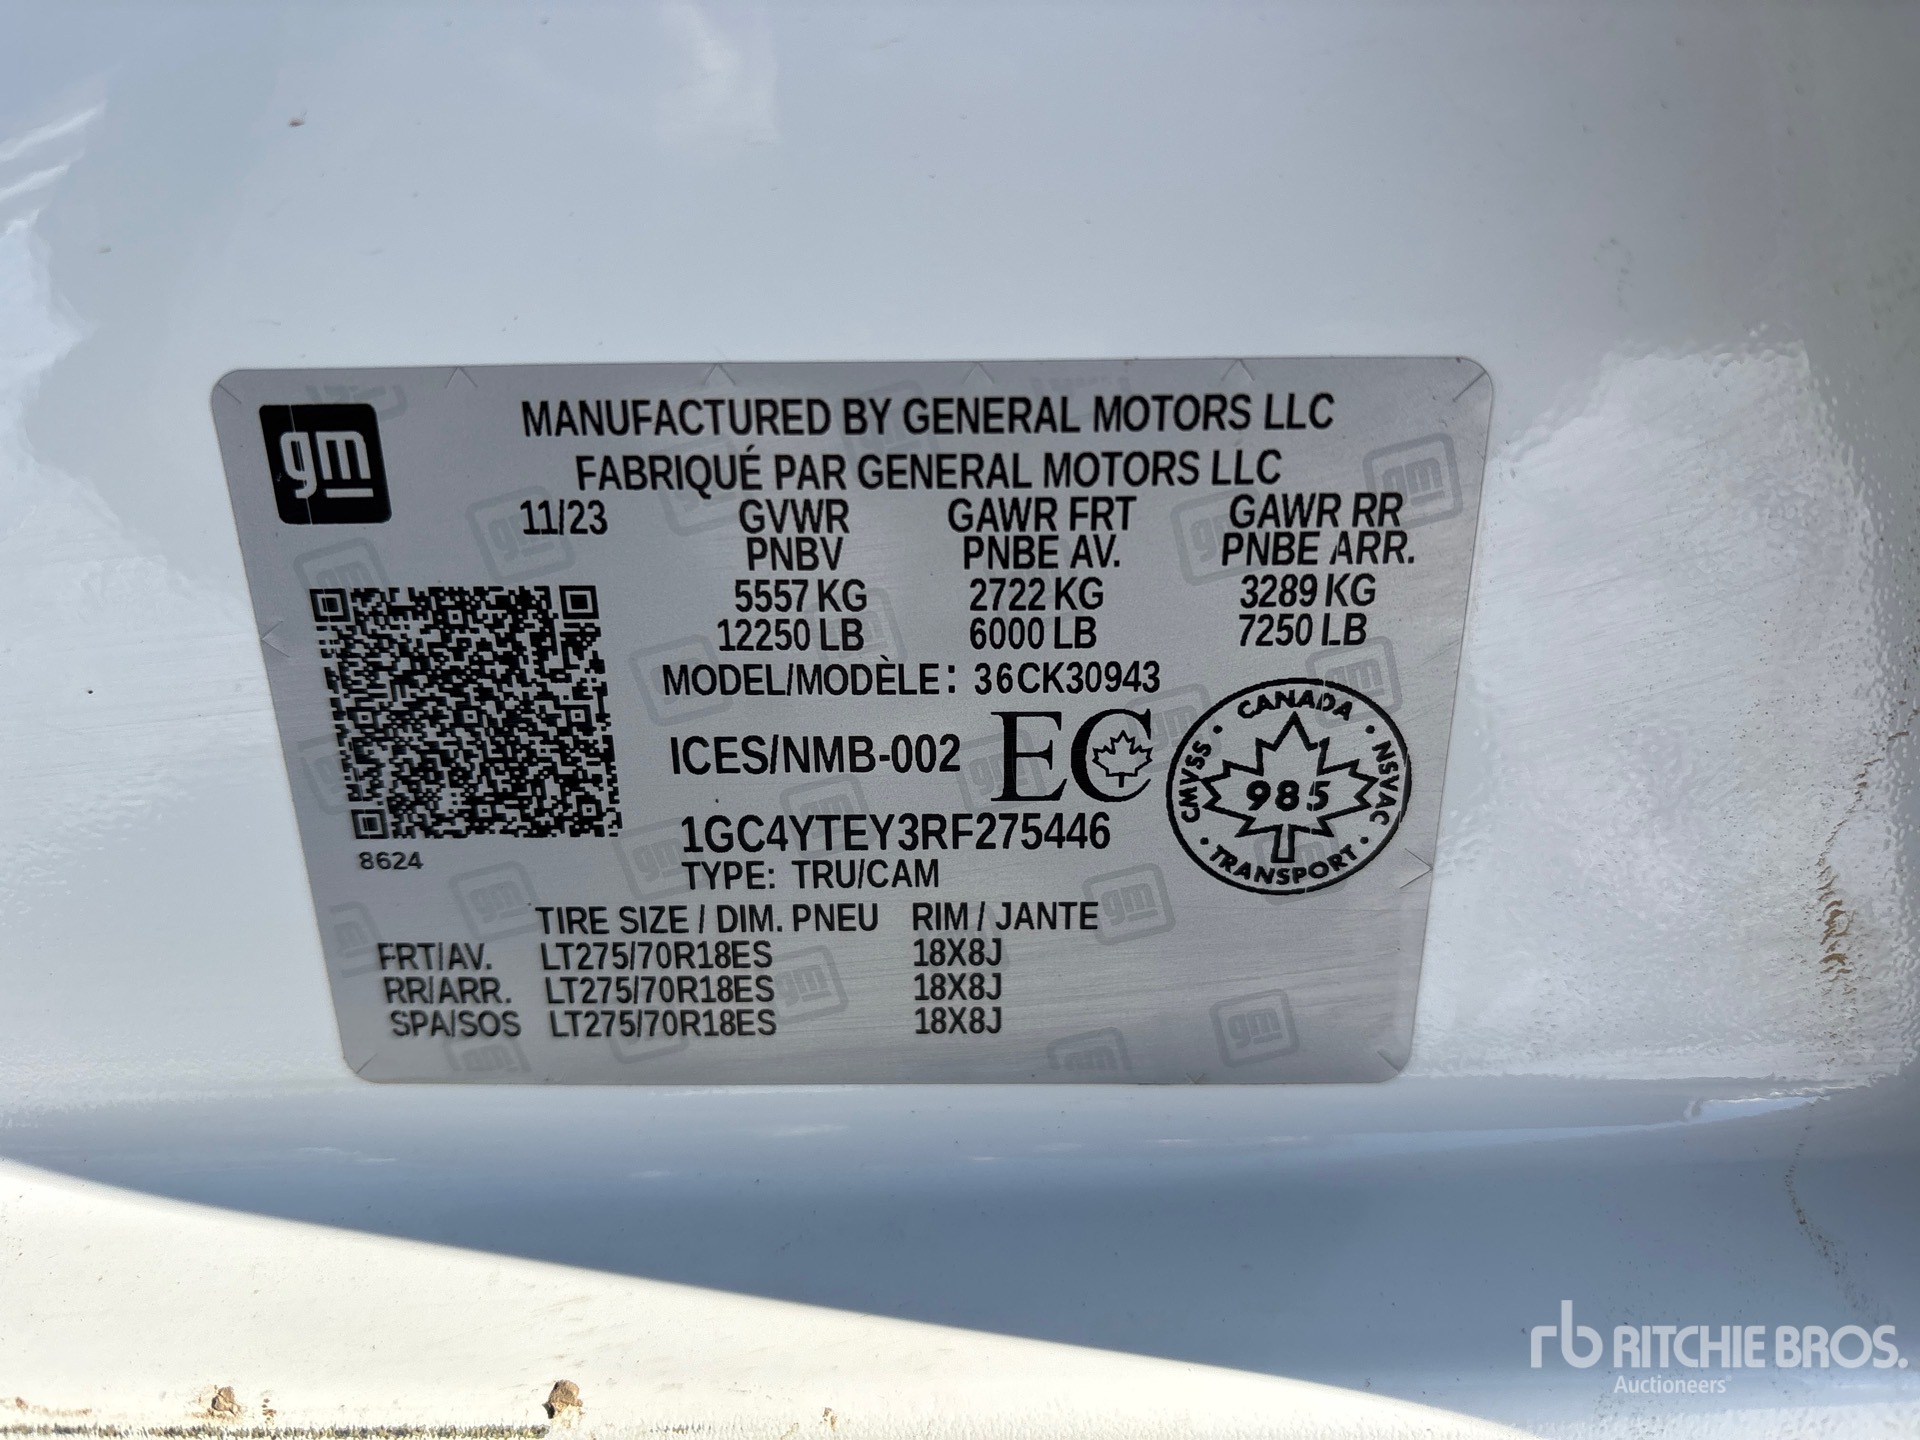 gm
MANUFACTURED BY GENERAL MOTORS LLC
FABRIQUÉ PAR GENERAL MOTORS LLC
11/23 GVWR GAWR FRT GAWR RR
PNBV PNBE AV. PNBE ARR.
5557 KG 2722 KG 3289 KG
12250 LB 6000 LB 7250 LB
MODEL/MODÈLE: 36CK30943
ICES/NMB-002 EC
CANADA
CMVSS 985 NSVAC
TRANSPORT
1GC4YTEY3RF275446
8624
TYPE: TRU/CAM
TIRE SIZE / DIM. PNEU RIM / JANTE
FRT/AV. LT275/70R18ES 18X8J
RR/ARR. LT275/70R18ES 18X8J
SPA/SOS LT275/70R18ES 18X8J
rb RITCHIE BROS.
Auctioneers